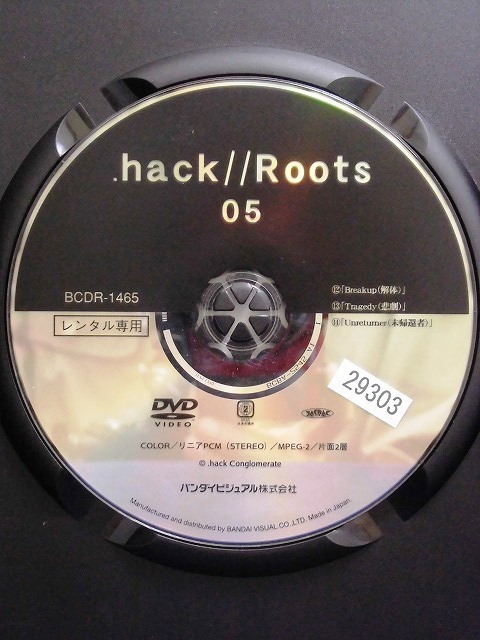 .hack//Roots
05
BCDR-1465
レンタル専用
⑫「Breakup(解体)」
⑬「Tragedy(悲劇)」
⑭「Unreturner(未帰還者)」
29303
DVD
VIDEO
2
COLOR/リニアPCM(STEREO)/MPEG-2/片面2層
© .hack Conglomerate
バンダイビジュアル株式会社
Manufactured and distributed by BANDAI VISUAL CO.,LTD. Made in Japan.